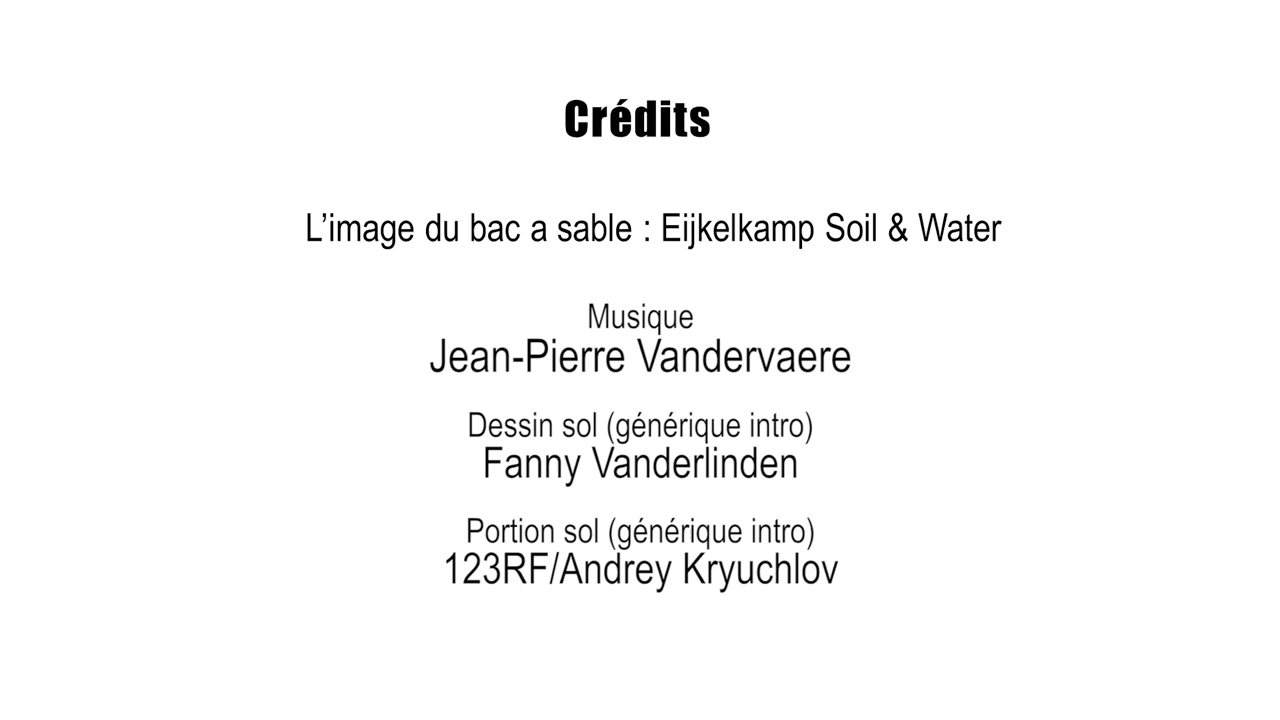 Crédits
L’image du bac a sable : Eijkelkamp Soil & Water
Musique
Jean-Pierre Vandervaere
Dessin sol (générique intro)
Fanny Vanderlinden
Portion sol (générique intro)
123RF/Andrey Kryuchlov